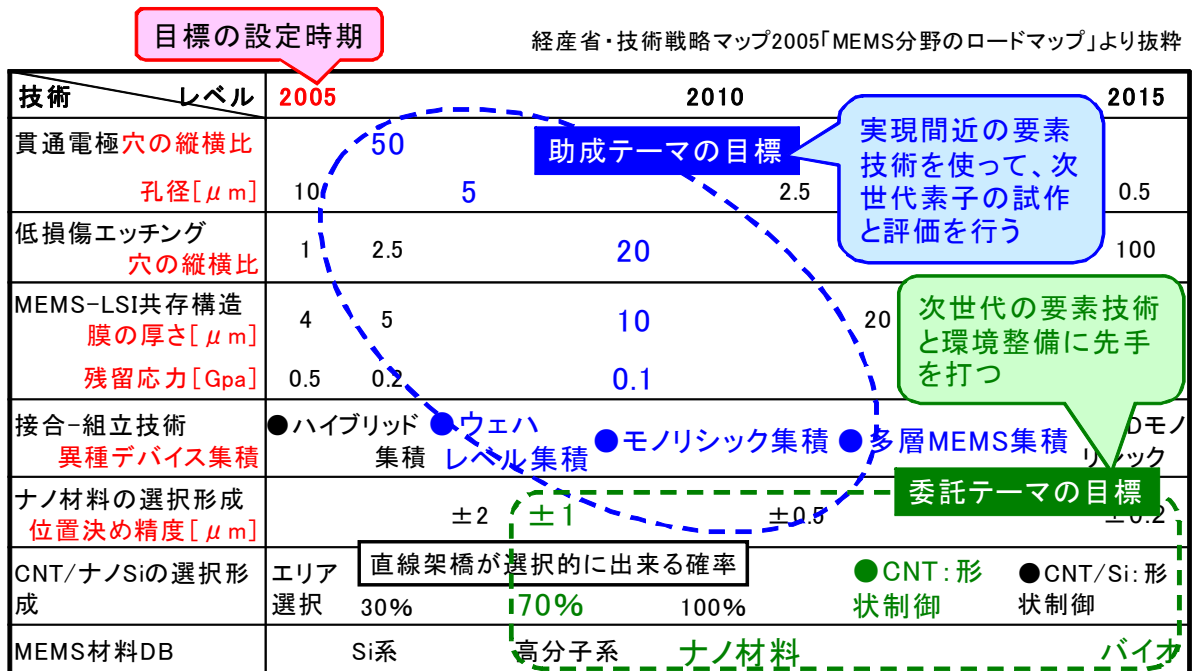 目標の設定時期
経産省・技術戦略マップ2005「MEMS分野のロードマップ」より抜粋
技術 レベル 2005 2010 2015
貫通電極穴の縦横比 50
孔径[μm] 10 5 2.5 0.5
助成テーマの目標
実現間近の要素
技術を使って、次
世代素子の試作
と評価を行う
低損傷エッチング
穴の縦横比 1 2.5 20 100
MEMS-LSI共存構造
膜の厚さ[μm] 4 5 10 20
残留応力[Gpa] 0.5 0.2 0.1
次世代の要素技術
と環境整備に先手
を打つ
接合-組立技術
異種デバイス集積
●ハイブリッド
集積
●ウェハ
レベル集積
●モノリシック集積
●多層MEMS集積
Dモノ
リシック
委託テーマの目標
ナノ材料の選択形成
位置決め精度[μm] ±2 ±1 ±0.5 ±0.2
CNT/ナノSiの選択形
成
エリア
選択
直線架橋が選択的に出来る確率
30% 70% 100%
●CNT:形
状制御
●CNT/Si:形
状制御
MEMS材料DB Si系 高分子系 ナノ材料 バイオ